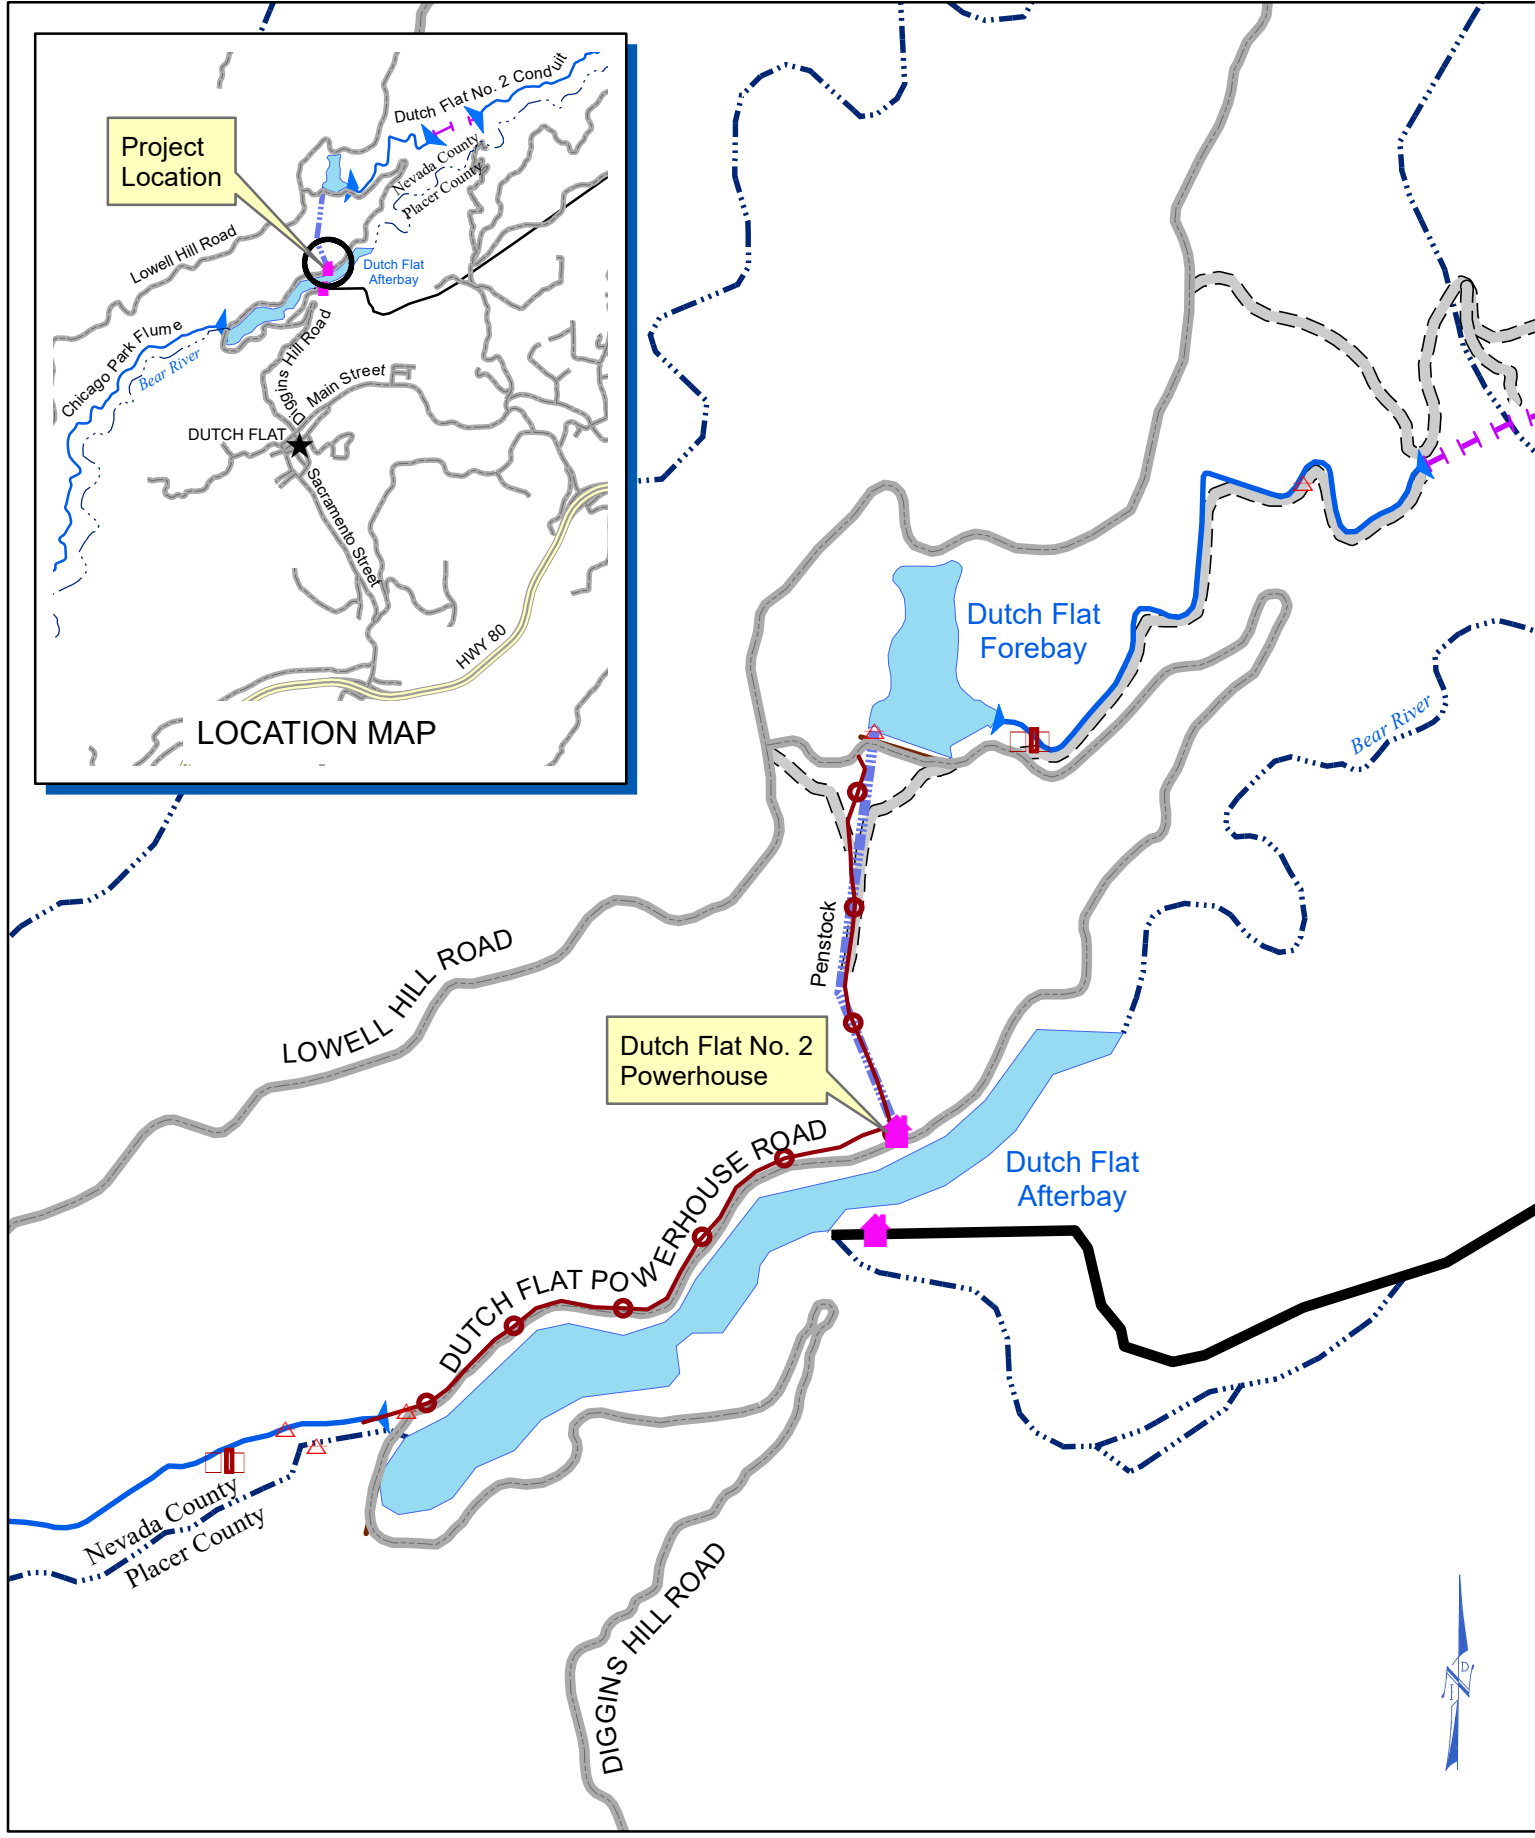 Dutch Flat No. 2 Conduit
Project
Location
Nevada County
Placer County
Lowell Hill Road
Dutch Flat
Afterbay
Chicago Park Flume
Bear River
Diggins Hill Road
Main Street
DUTCH FLAT
Sacramento Street
HWY 80
LOCATION MAP
Dutch Flat
Forebay
Bear River
Penstock
LOWELL HILL ROAD
Dutch Flat No. 2
Powerhouse
DUTCH FLAT POWERHOUSE ROAD
Dutch Flat
Afterbay
Nevada County
Placer County
DIGGINS HILL ROAD
N
I
D